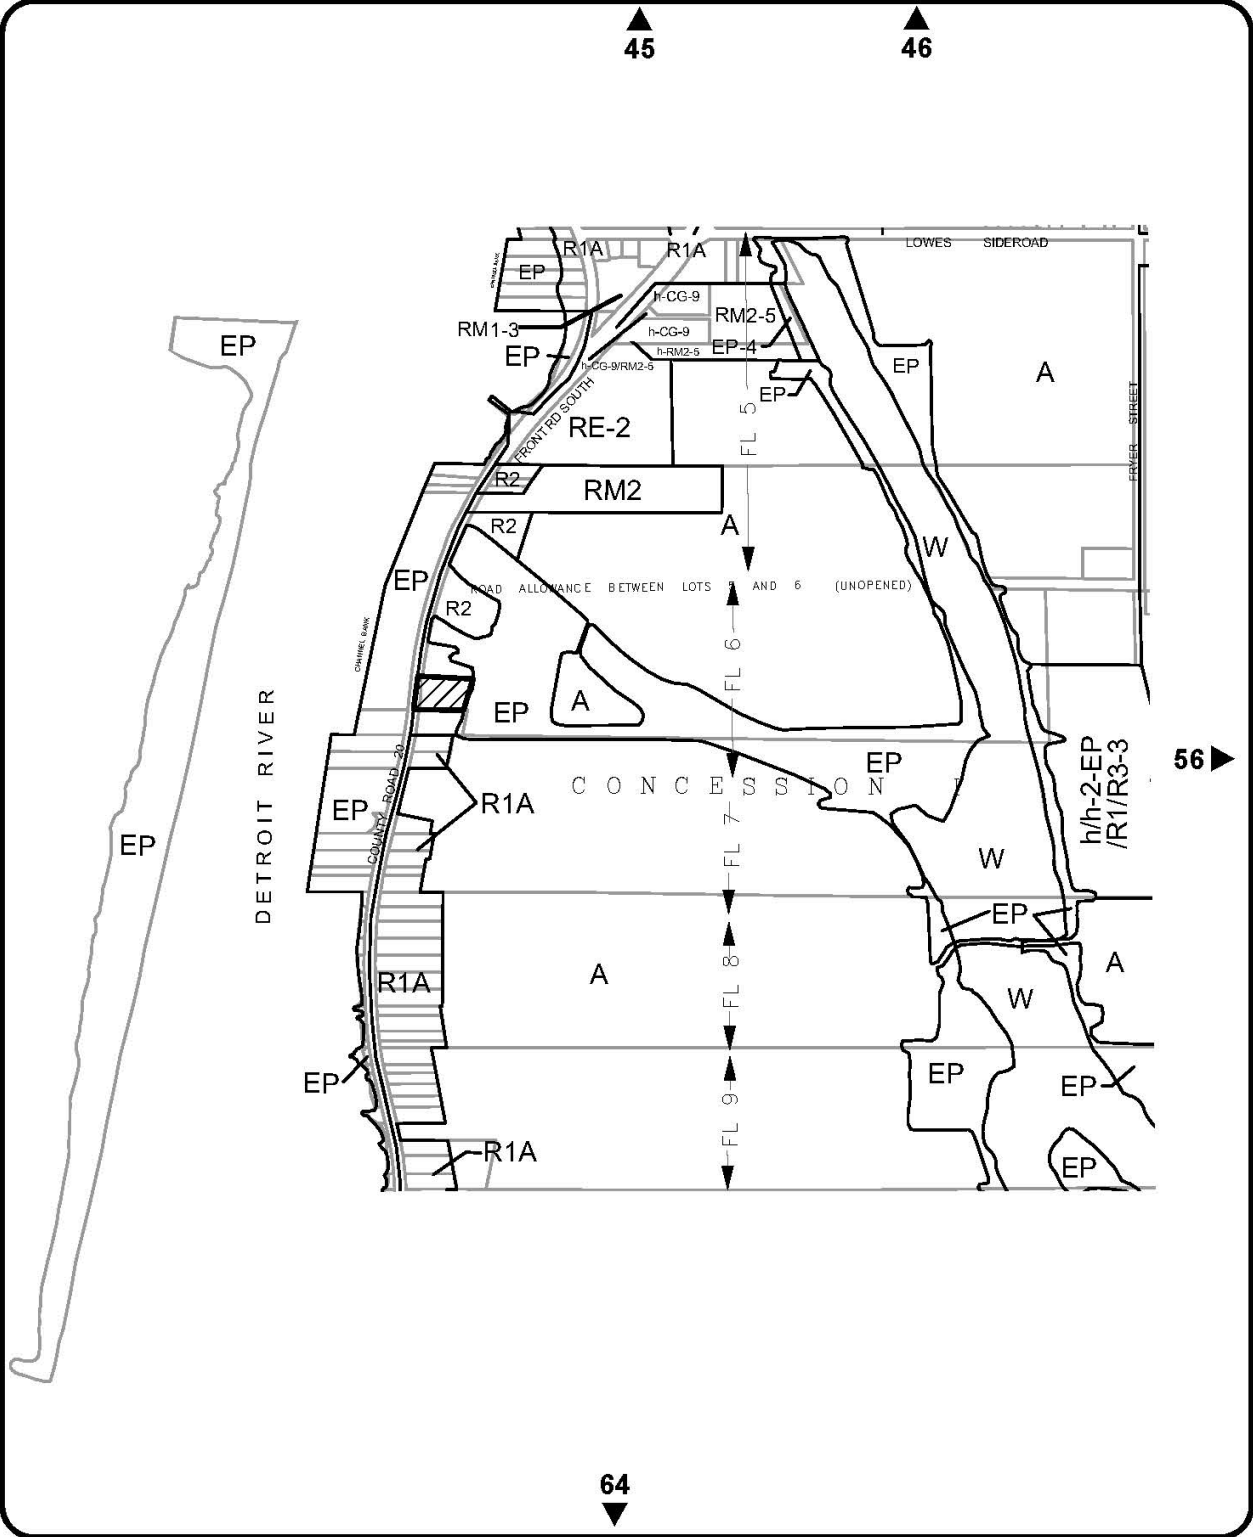 45
46
LOWES SIDEROAD
R1A
R1A
EP
h-CG-9
RM2-5
RM1-3
h-CG-9
EP
h-RM2-5
EP-4
h-CG-9/RM2-5
EP
EP
EP
A
FRYER STREET
FRONT RD SOUTH
RE-2
FL 5
R2
RM2
R2
A
W
EP
ROAD ALLOWANCE BETWEEN LOTS 5 AND 6 (UNOPENED)
R2
CHANNEL BANK
FL 6
A
EP
DETROIT RIVER
COUNTY ROAD 20
EP
CONCESSION
56
h/h-2-EP
/R1/R3-3
EP
R1A
FL 7
EP
W
EP
R1A
A
FL 8
A
W
EP
EP
EP
FL 9
R1A
EP
64